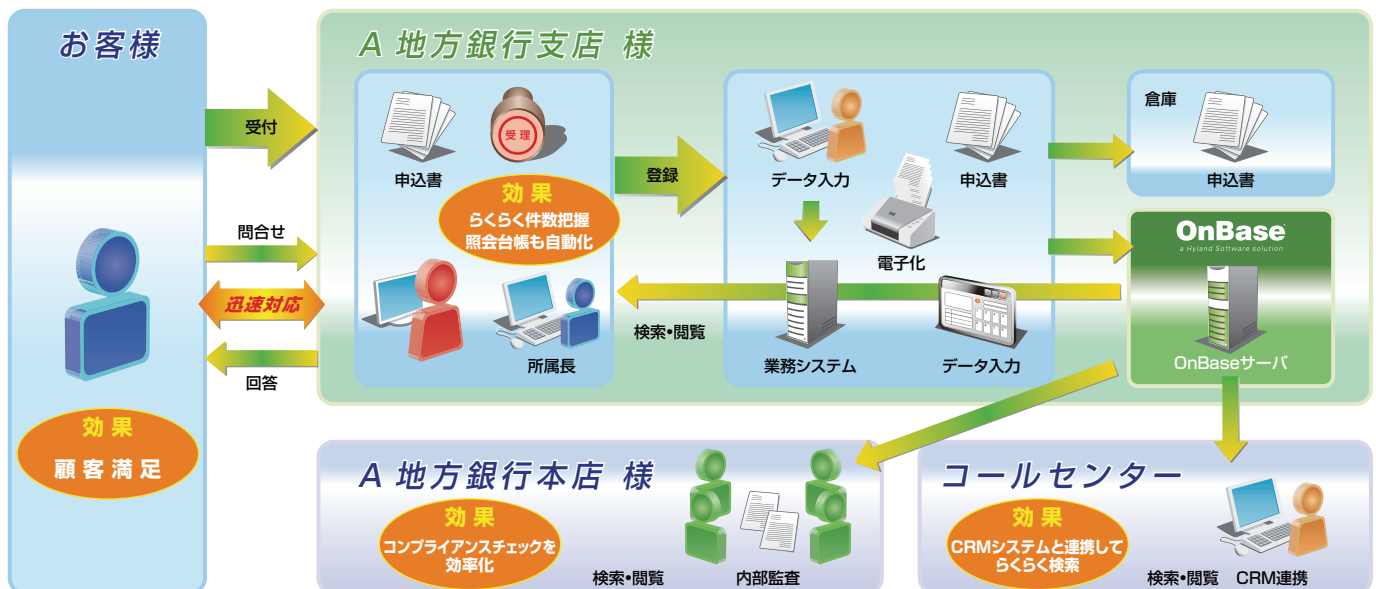 お客様
効果
顧客満足
受付
問合せ
迅速対応
回答
A 地方銀行支店 様
申込書
受理
効果
らくらく件数把握
照会台帳も自動化
所属長
登録
検索・閲覧
データ入力
申込書
電子化
業務システム
データ入力
倉庫
申込書
OnBase
a Hyland Software solution
OnBaseサーバ
A 地方銀行本店 様
効果
コンプライアンスチェックを
効率化
検索・閲覧
内部監査
コールセンター
効果
CRMシステムと連携して
らくらく検索
検索・閲覧 CRM連携